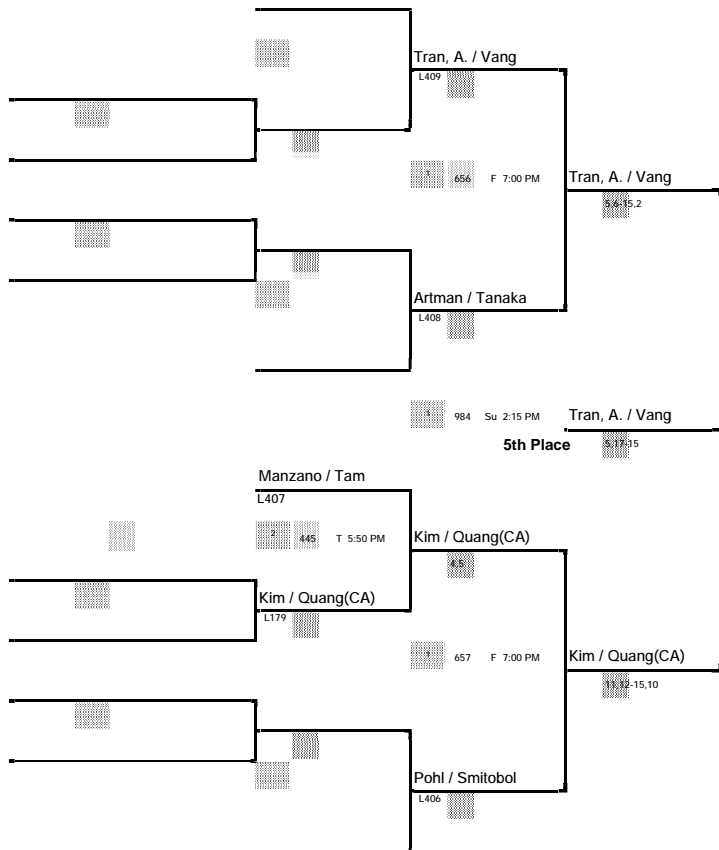 Tran, A. / Vang
L409
1 656 F 7:00 PM
Tran, A. / Vang
5,6-15,2
Artman / Tanaka
L408
1 984 Su 2:15 PM
Tran, A. / Vang
5th Place
5,17-15
Manzano / Tam
L407
2 445 T 5:50 PM
Kim / Quang(CA)
4,5
Kim / Quang(CA)
L179
1 657 F 7:00 PM
Kim / Quang(CA)
11,12-15,10
Pohl / Smitobol
L406